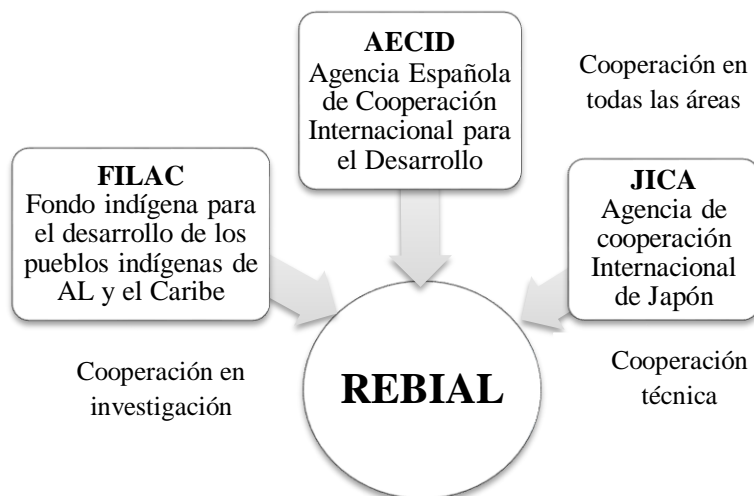 AECID
Agencia Española
de Cooperación
Internacional para
el Desarrollo
Cooperación en
todas las áreas
FILAC
Fondo indígena para
el desarrollo de los
pueblos indígenas de
AL y el Caribe
JICA
Agencia de
cooperación
Internacional
de Japón
Cooperación en
investigación
REBIAL
Cooperación
técnica